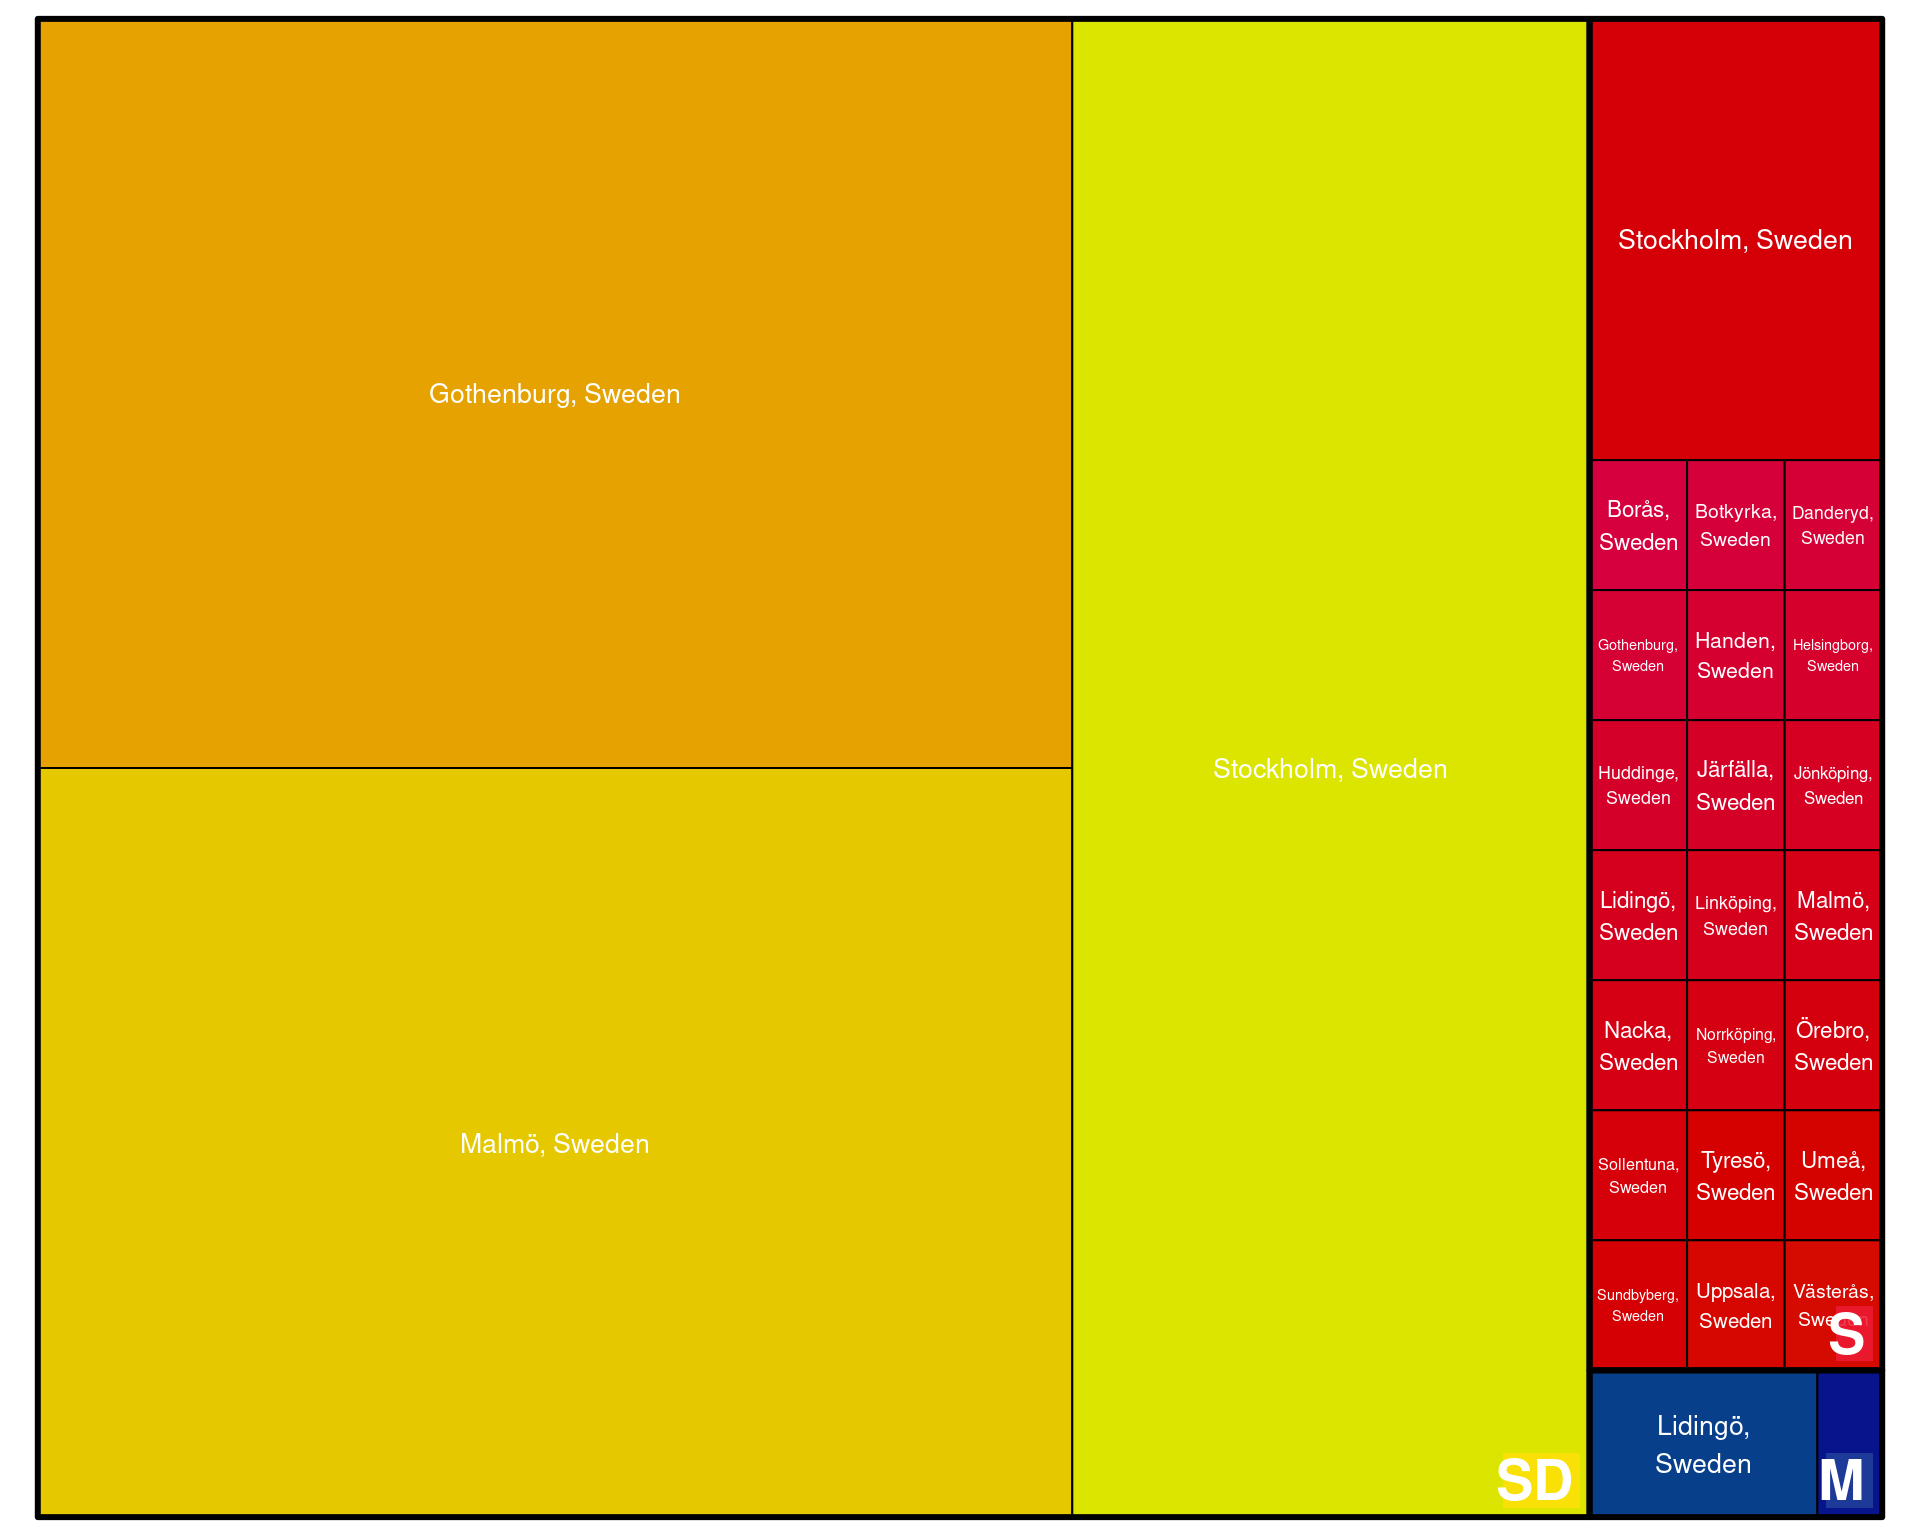 Gothenburg, Sweden
Malmö, Sweden
Stockholm, Sweden
SD
Stockholm, Sweden
Borås,
Sweden
Botkyrka,
Sweden
Danderyd,
Sweden
Gothenburg,
Sweden
Handen,
Sweden
Helsingborg,
Sweden
Huddinge,
Sweden
Järfälla,
Sweden
Jönköping,
Sweden
Lidingö,
Sweden
Linköping,
Sweden
Malmö,
Sweden
Nacka,
Sweden
Norrköping,
Sweden
Örebro,
Sweden
Sollentuna,
Sweden
Tyresö,
Sweden
Umeå,
Sweden
Sundbyberg,
Sweden
Uppsala,
Sweden
Västerås,
Sweden
S
Lidingö,
Sweden
M